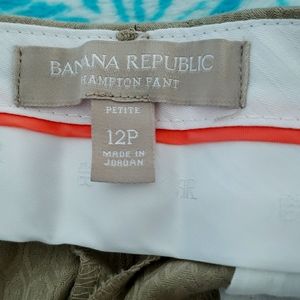 BANANA REPUBLIC
HAMPTON PANT
PETITE
12P
MADE IN
JORDAN